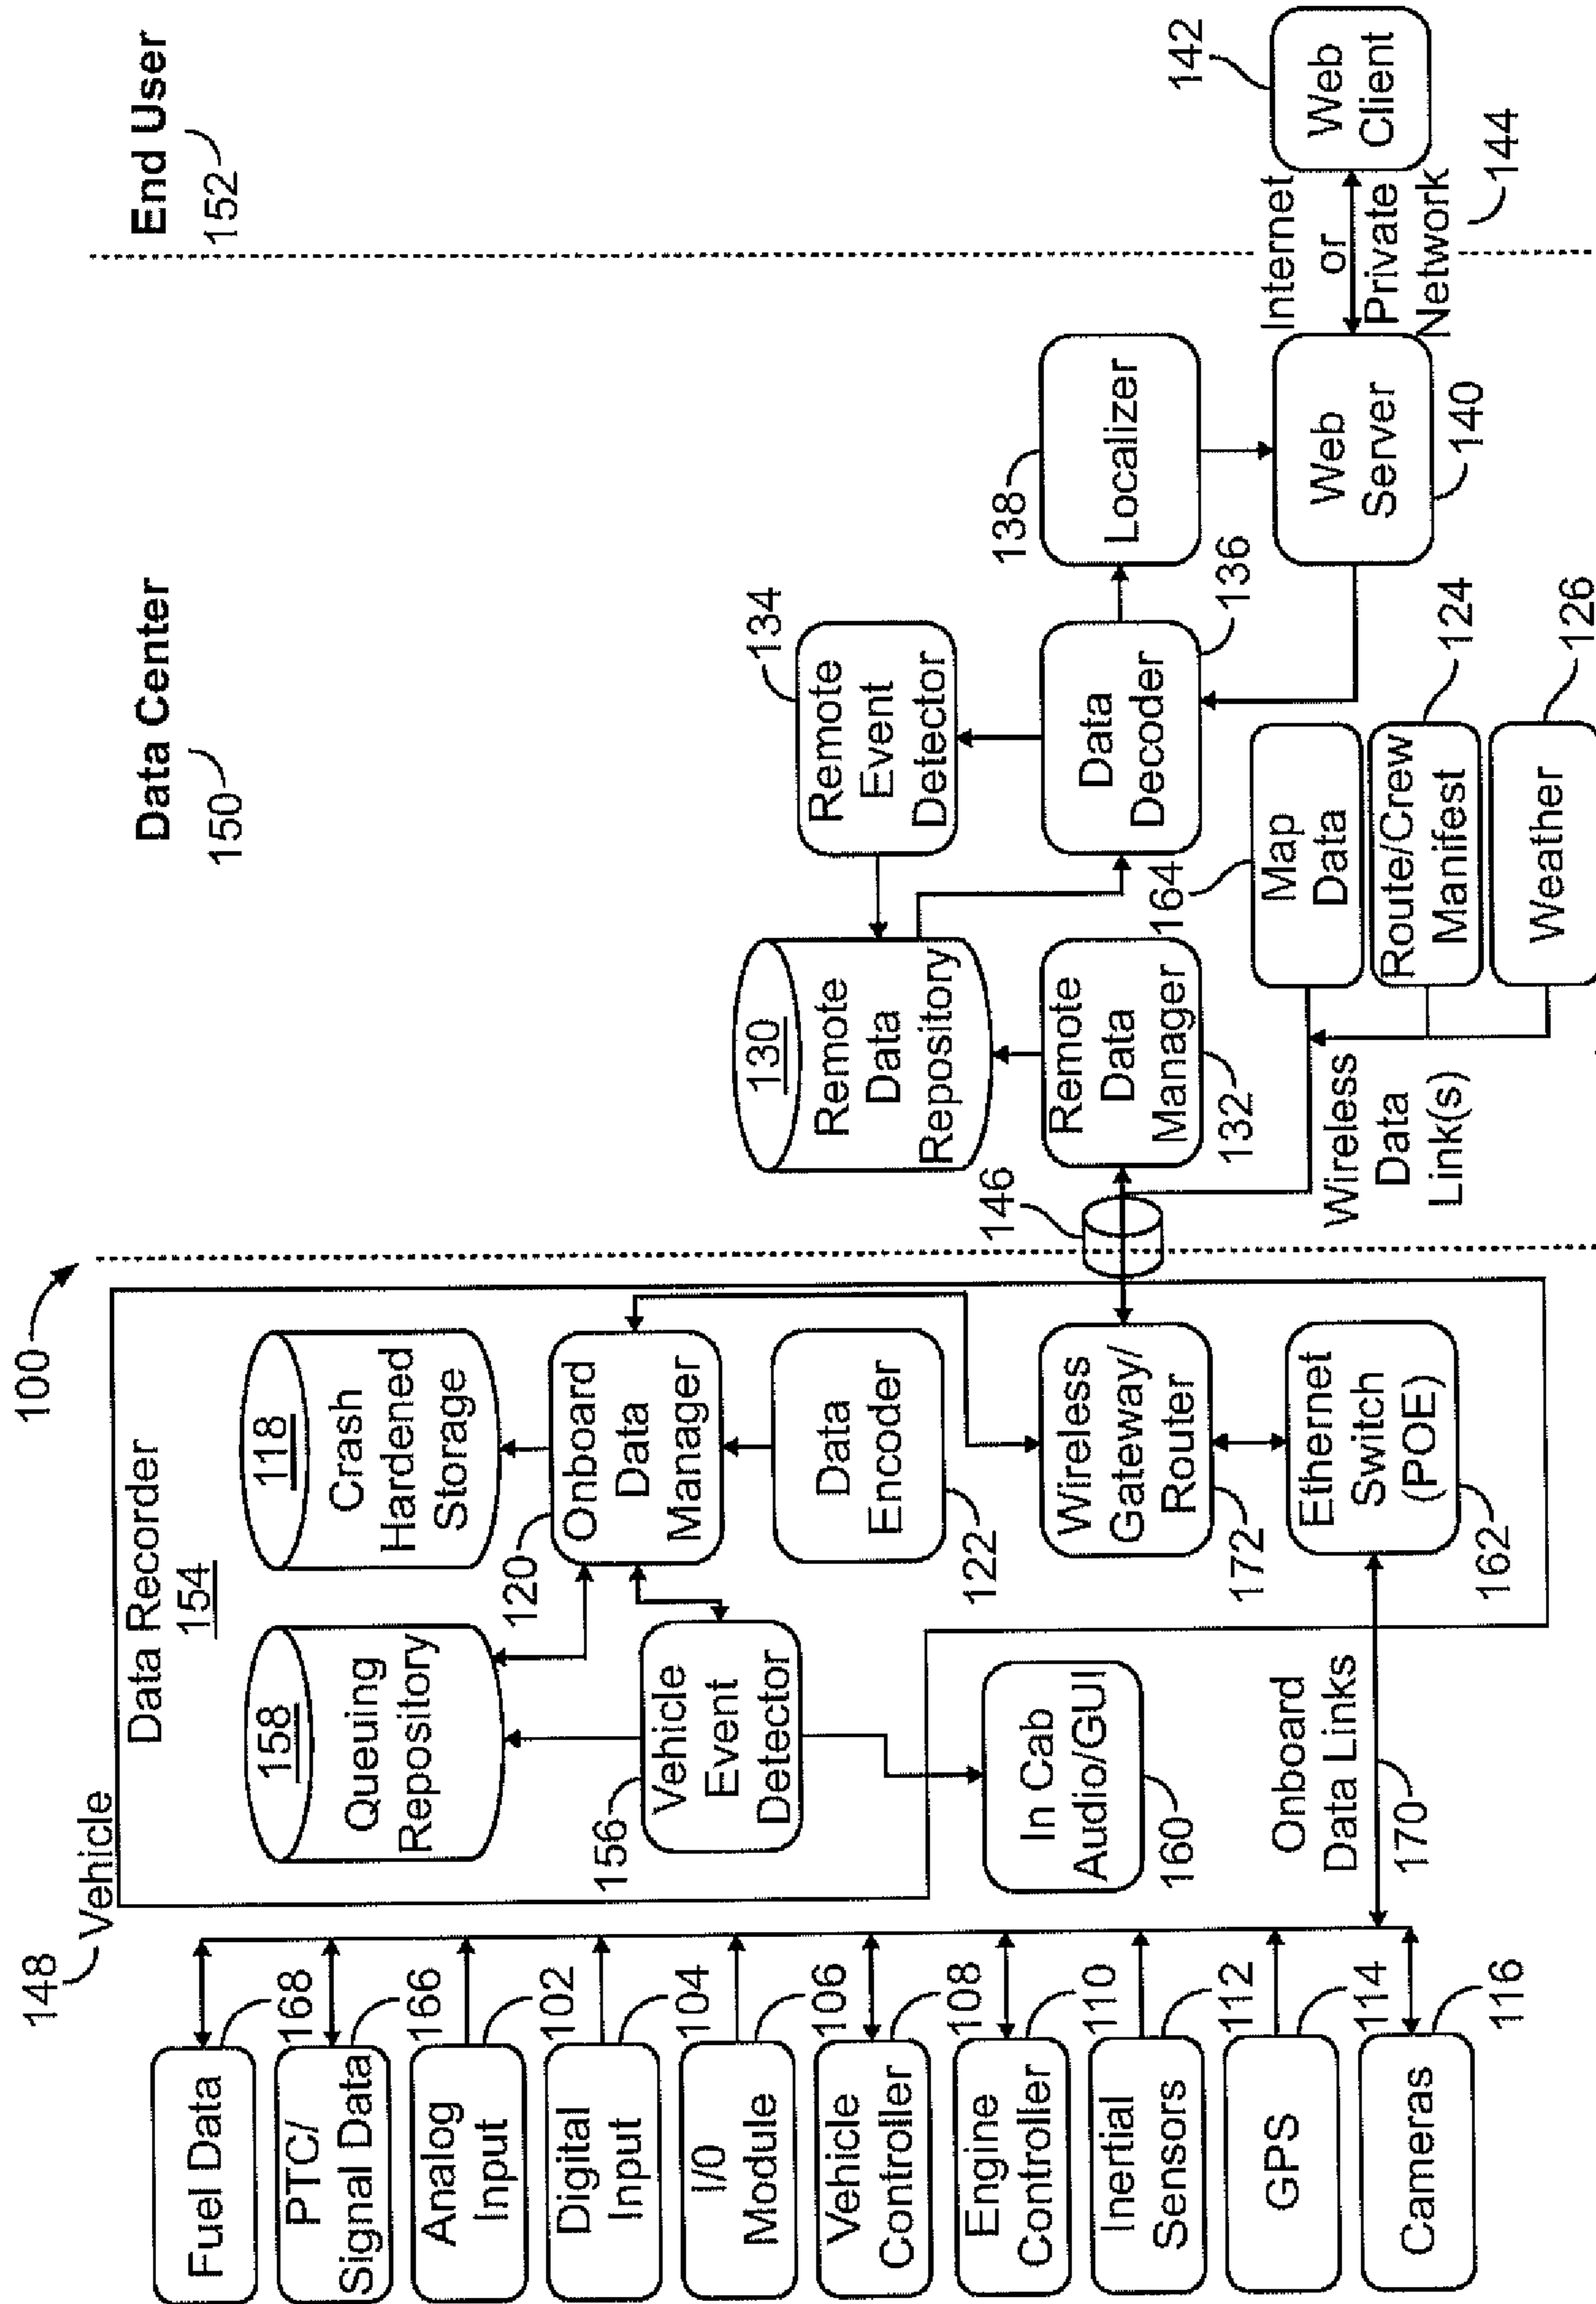 100
148
Vehicle
Data Center
150
End User
152
Data Recorder
154
Fuel Data
168
PTC/
Signal Data
166
Analog
Input
102
Digital
Input
104
I/0
Module
106
Vehicle
Controller
108
Engine
Controller
110
Inertial
Sensors
112
GPS
114
Cameras
116
158
Queuing
Repository
118
Crash
Hardened
Storage
120
Onboard
Data
Manager
156
Vehicle
Event
Detector
Data
Encoder
122
In Cab
Audio/GUI
160
Wireless
Gateway/
Router
172
Ethernet
Switch
(POE)
162
Onboard
Data Links
170
146
130
Remote
Data
Repository
Remote
Data
Manager
132
Wireless
Data
Link(s)
134
Remote
Event
Detector
Data
Decoder
136
138
Localizer
164
Map
Data
Route/Crew
Manifest
124
Weather
126
Web
Server
140
Internet
or
Private
Network
144
142
Web
Client